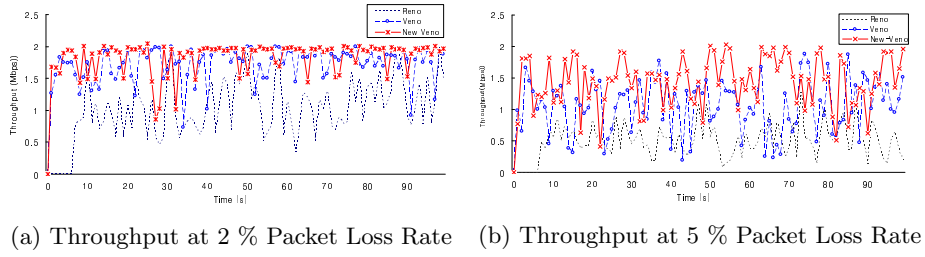 2.5
2
1.5
1
0.5
0
Throughput (Mbps))
0 10 20 30 40 50 60 70 80 90
Time [s]
Reno
Veno
New Veno
(a) Throughput at 2 % Packet Loss Rate
2.5
2
1.5
1
0.5
0
0 10 20 30 40 50 60 70 80 90
Time [s]
Reno
Veno
New-Veno
(b) Throughput at 5 % Packet Loss Rate